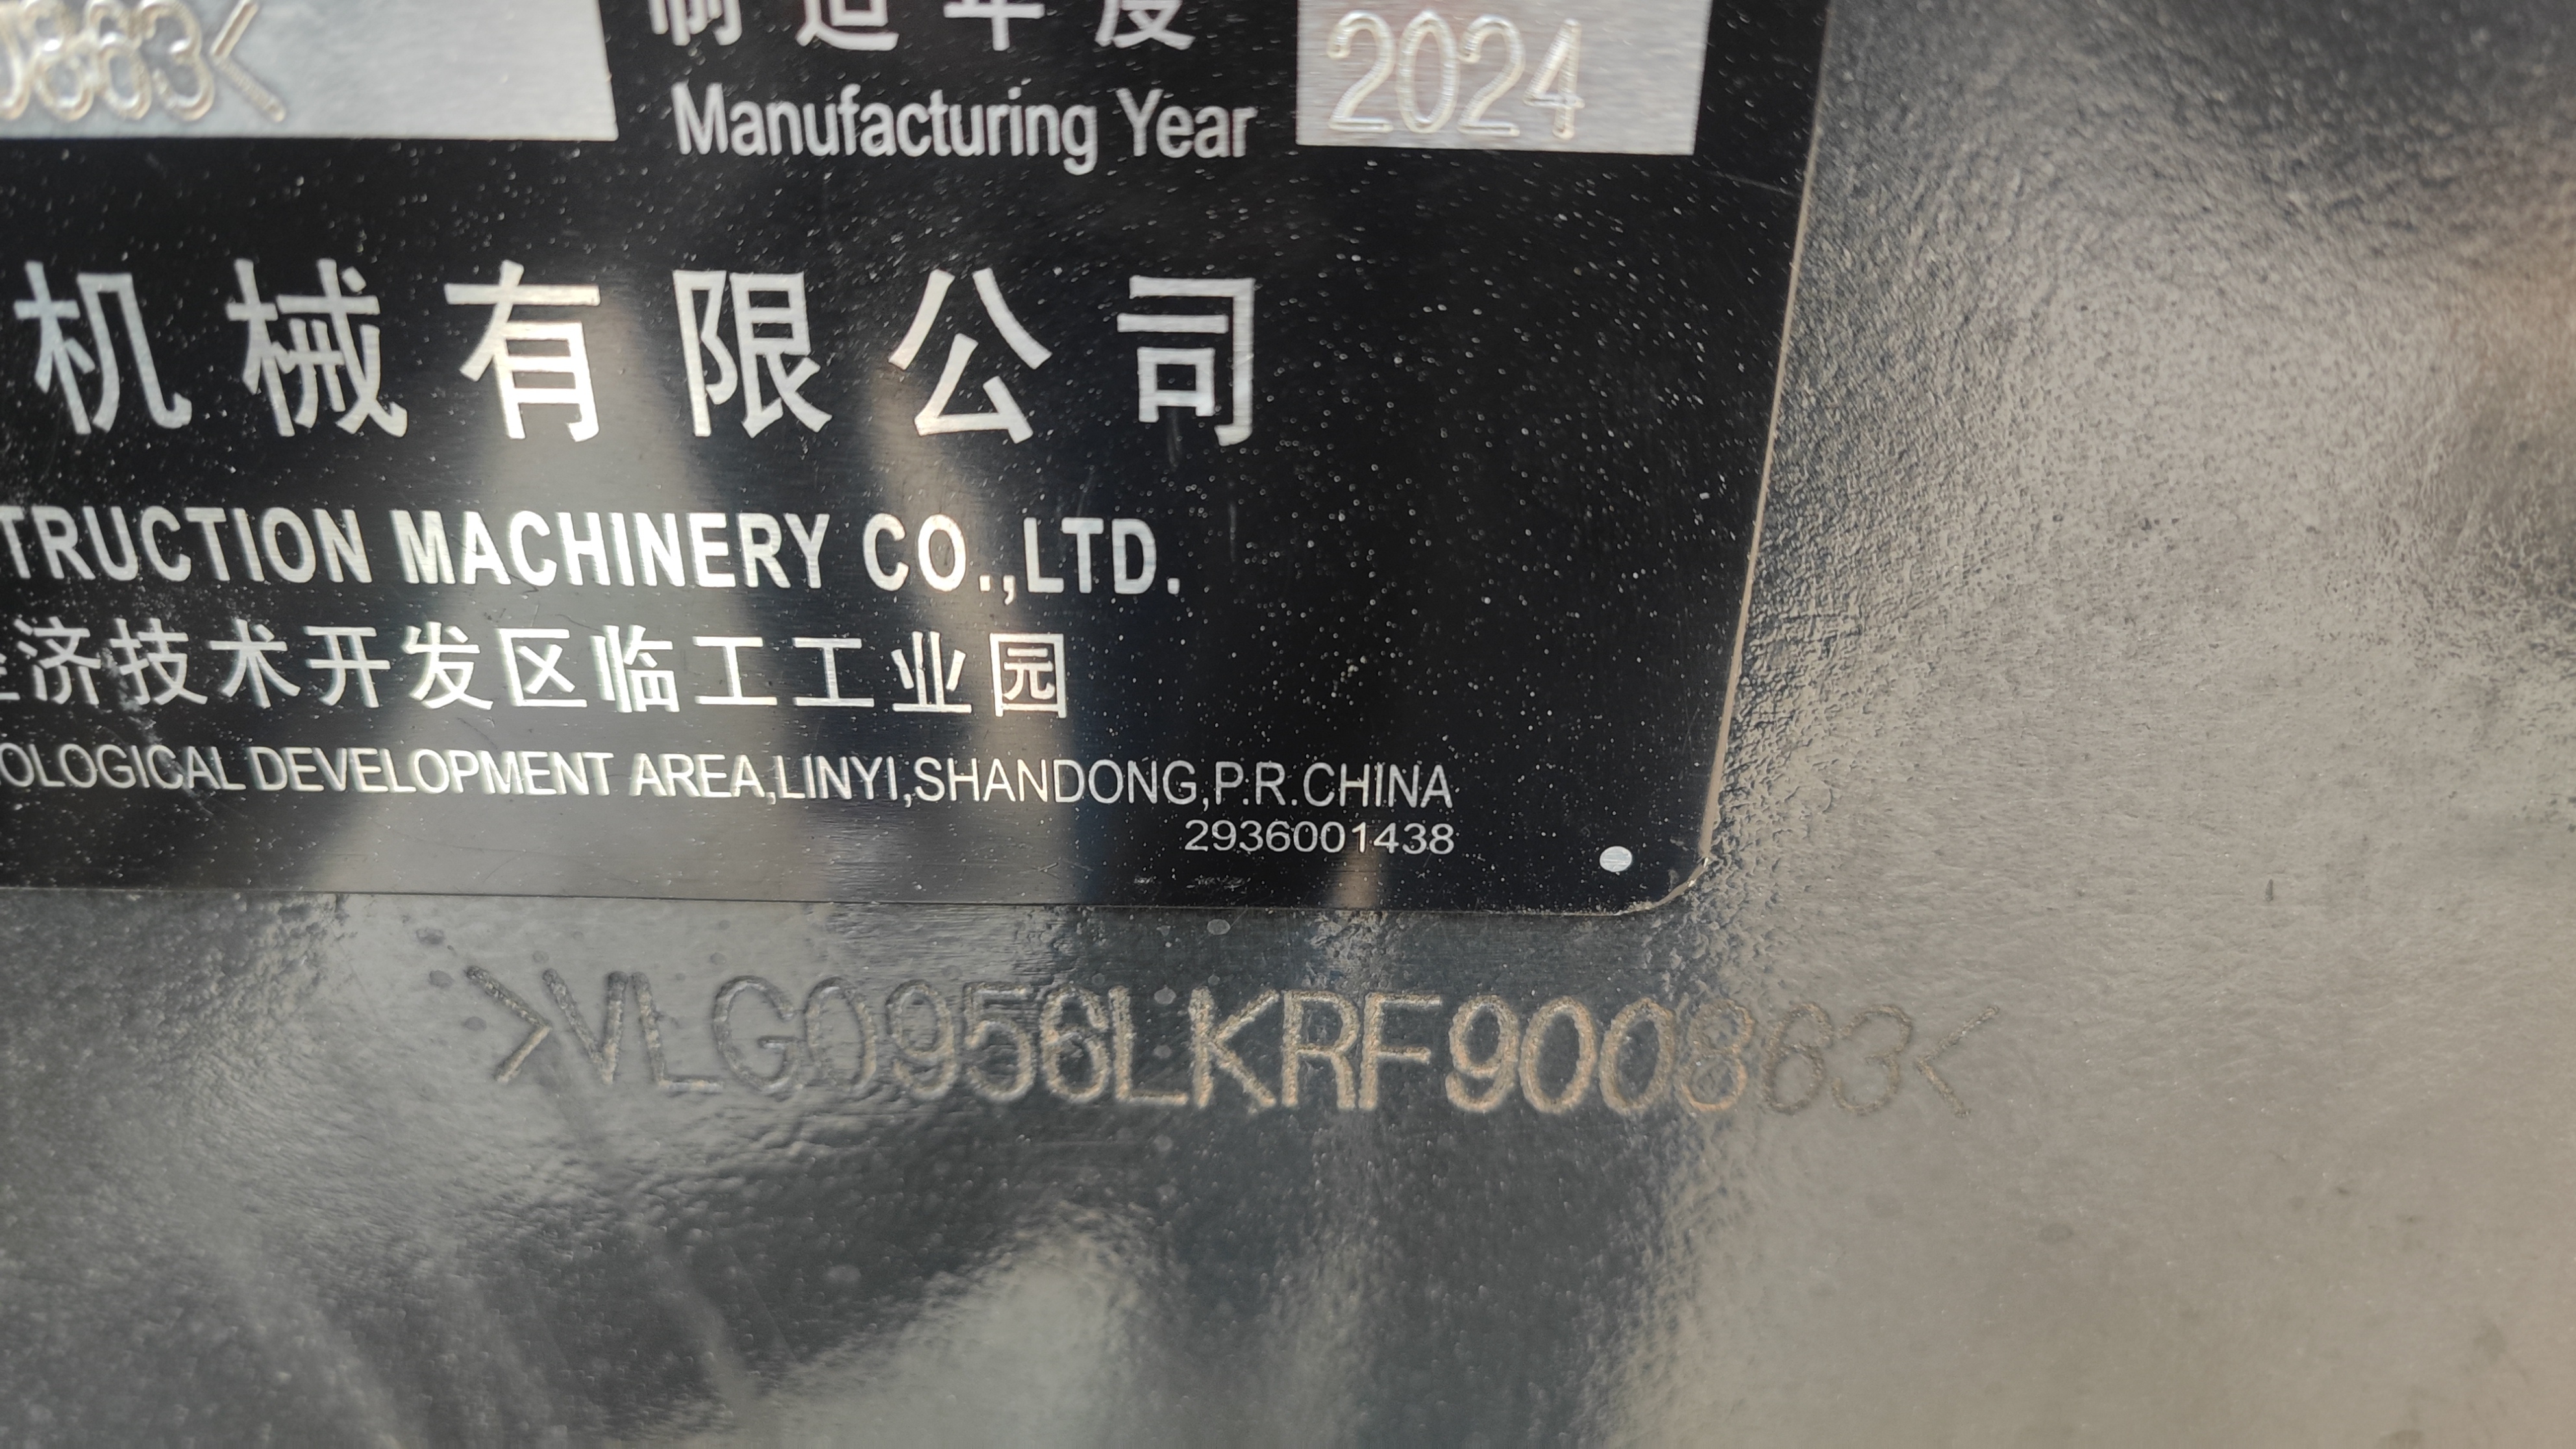 0863<
制造年度
2024
Manufacturing Year
机械有限公司
TRUCTION MACHINERY CO.,LTD.
经济技术开发区临工工业园
OLOGICAL DEVELOPMENT AREA,LINYI,SHANDONG,P.R.CHINA
2936001438
>VLG0956LKRF900863<